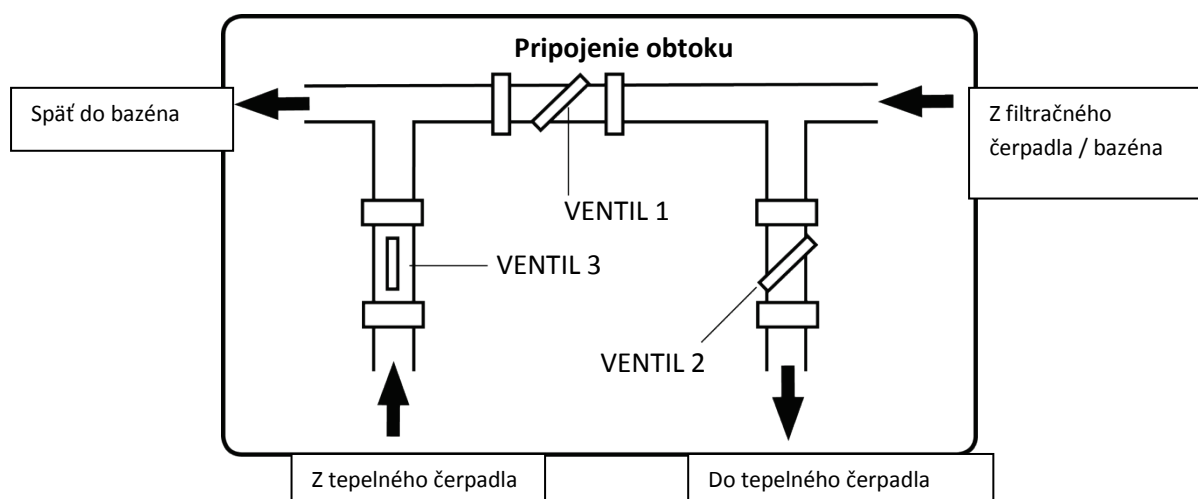 Pripojenie obtoku
Späť do bazéna
Z filtračného
čerpadla / bazéna
VENTIL 1
VENTIL 3
VENTIL 2
Z tepelného čerpadla
Do tepelného čerpadla